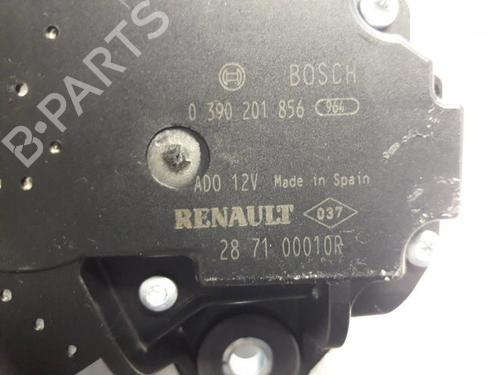 B-PARTS
BOSCH
0 390 201 856 964
ADO 12V Made in Spain
RENAULT 037
28 71 00010R